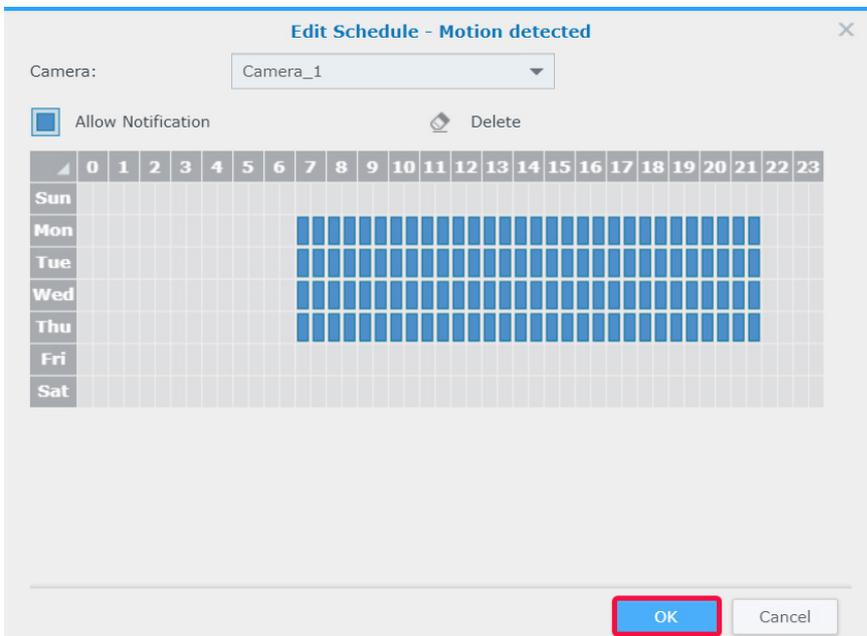 Edit Schedule - Motion detected
Camera: Camera_1
Allow Notification Delete
0 1 2 3 4 5 6 7 8 9 10 11 12 13 14 15 16 17 18 19 20 21 22 23
Sun
Mon
Tue
Wed
Thu
Fri
Sat
OK Cancel